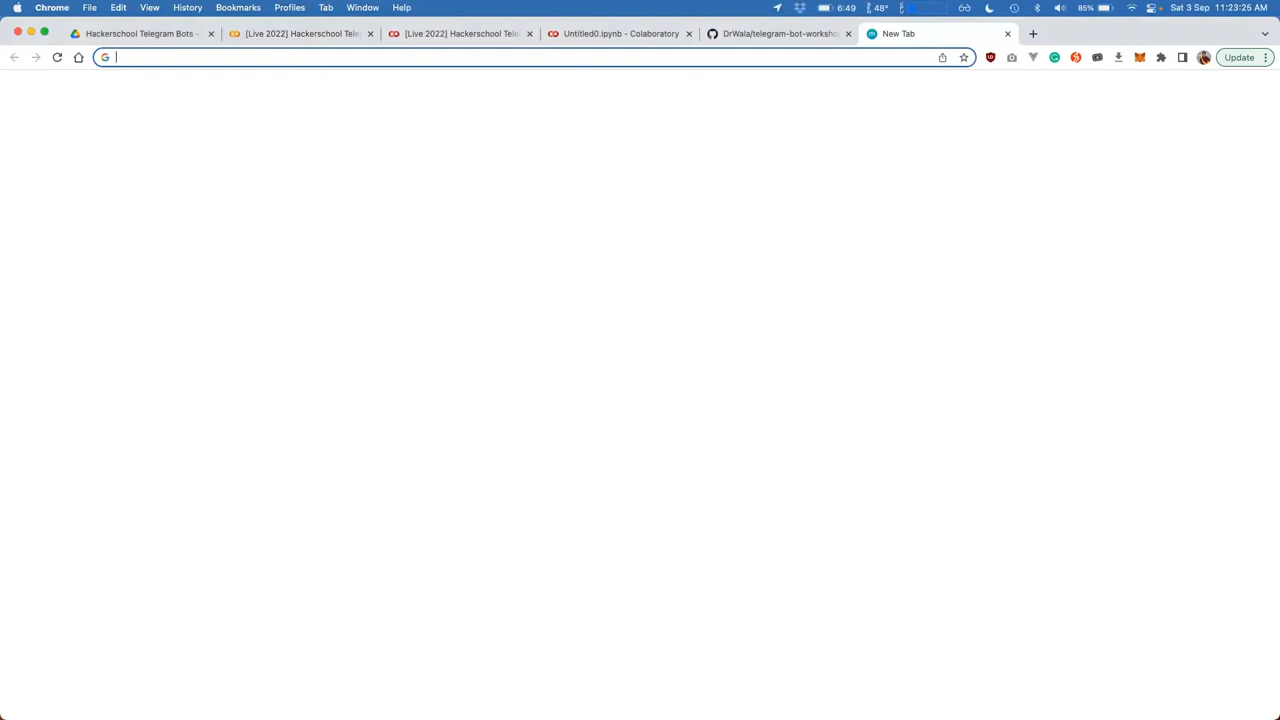 Chrome File Edit View History Bookmarks Profiles Tab Window Help 6:49 48° 85% Sat 3 Sep 11:23:25 AM
Hackerschool Telegram Bots - [Live 2022] Hackerschool Tele [Live 2022] Hackerschool Tele Untitled0.ipynb - Colaboratory DrWala/telegram-bot-worksho New Tab
Update